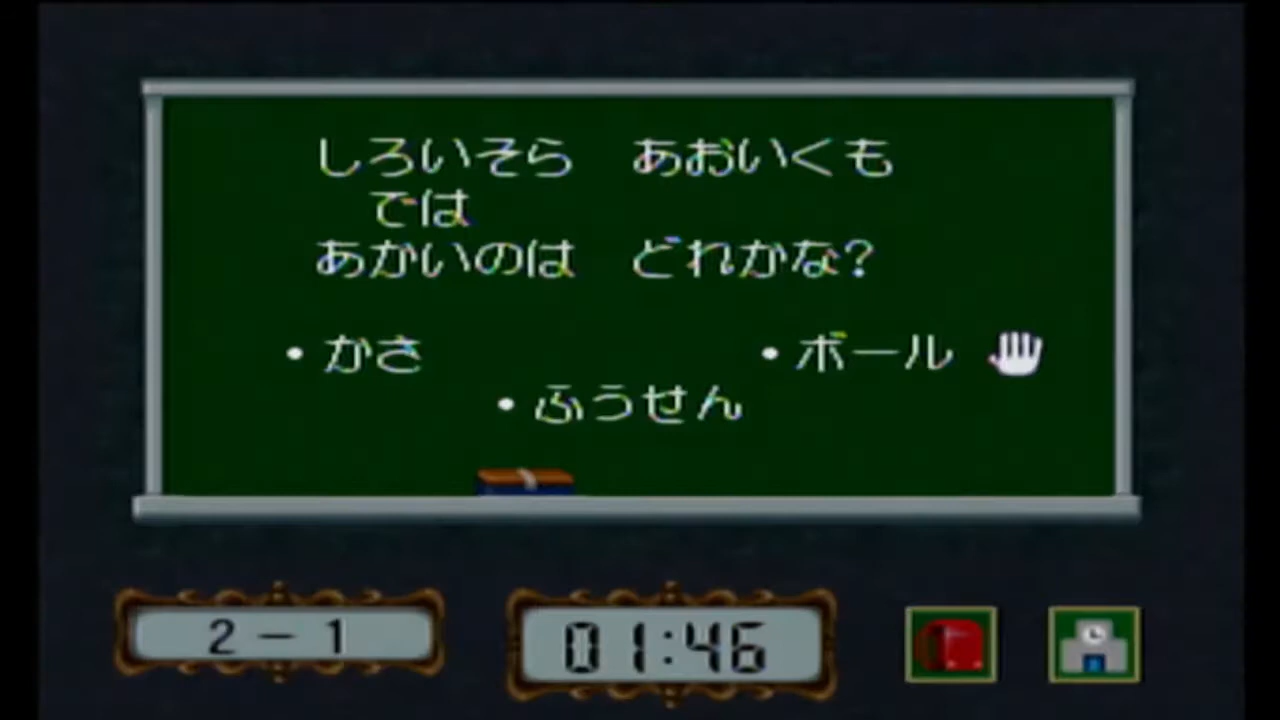 しろいそら　あおいくも
では
あかいのは　どれかな?
・かさ
・ボール
・ふうせん
2－1
01:46